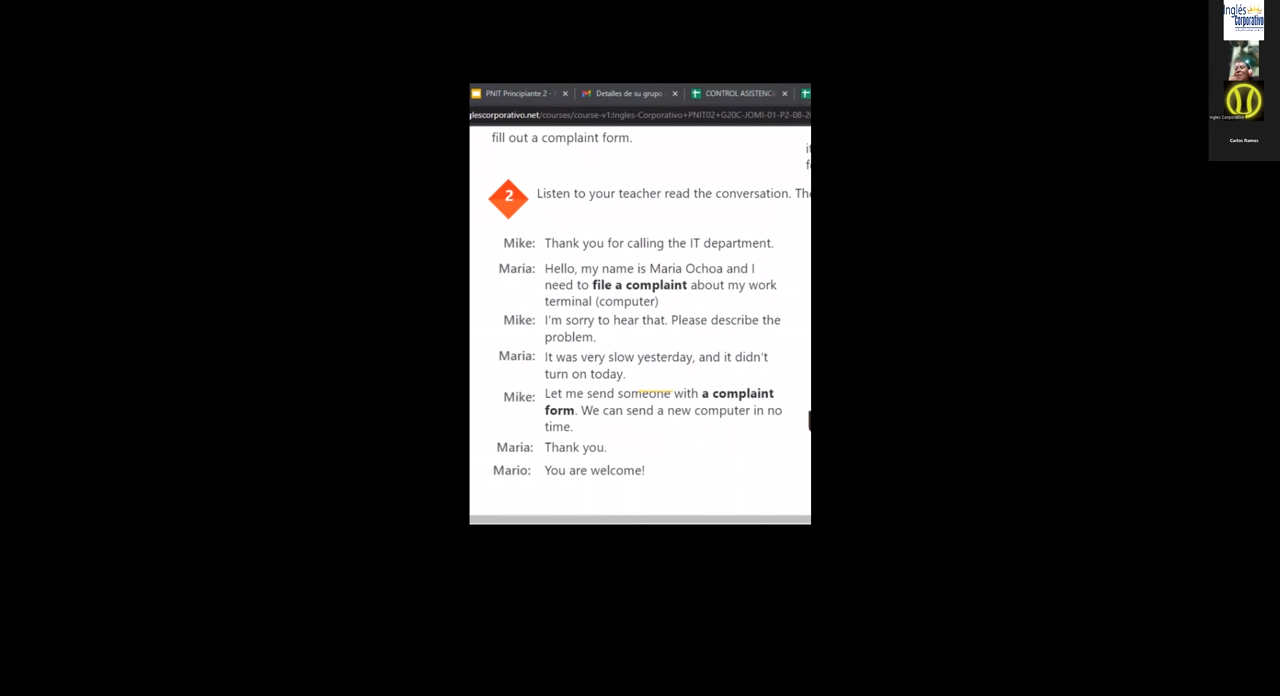 PNIT Principiante 2 -
Detalles de su grupo
CONTROL ASISTENC
lescorporativo.net/courses/course-v1:Ingles-Corporativo+PNIT02+G20C-JOMI-01-P2-08-2
fill out a complaint form.
2
Listen to your teacher read the conversation. The
Mike: Thank you for calling the IT department.
Maria: Hello, my name is Maria Ochoa and I
need to file a complaint about my work
terminal (computer)
Mike: I'm sorry to hear that. Please describe the
problem.
Maria: It was very slow yesterday, and it didn't
turn on today.
Mike: Let me send someone with a complaint
form. We can send a new computer in no
time.
Maria: Thank you.
Mario: You are welcome!
Inglés
Corporativo
Inglés Corporativo
Carlos Ramos